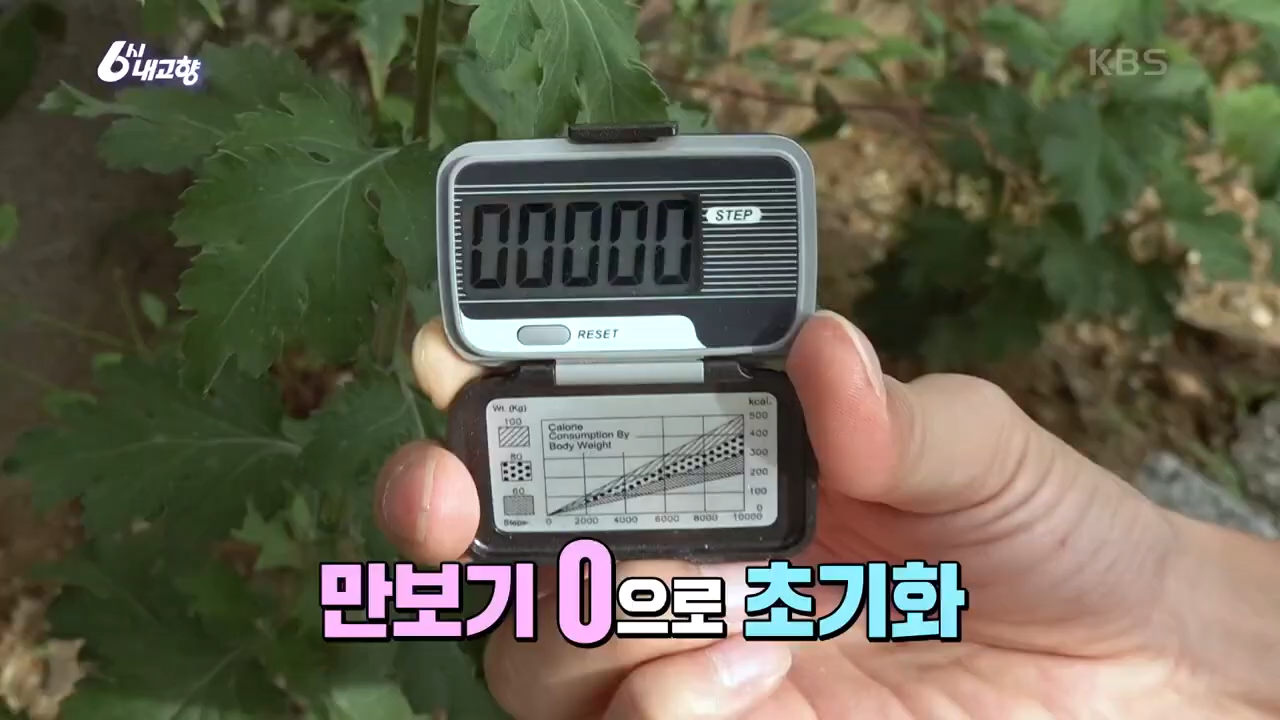 6시 내고향
KBS
00000
STEP
RESET
Wt. (Kg)
kcal.
100
80
60
Steps
Calorie
Consumption By
Body Weight
500
400
300
200
100
0
0 2000 4000 6000 8000 10000
만보기 0으로 초기화